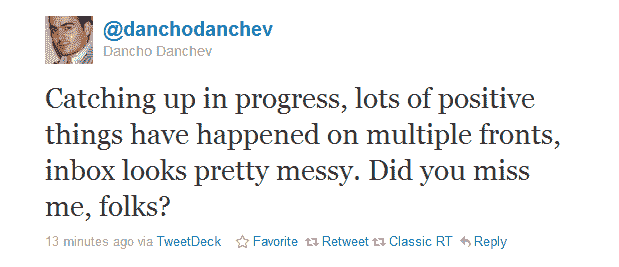 @danchodanchev
Dancho Danchev
Catching up in progress, lots of positive
things have happened on multiple fronts,
inbox looks pretty messy. Did you miss
me, folks?
13 minutes ago via TweetDeck Favorite Retweet Classic RT Reply